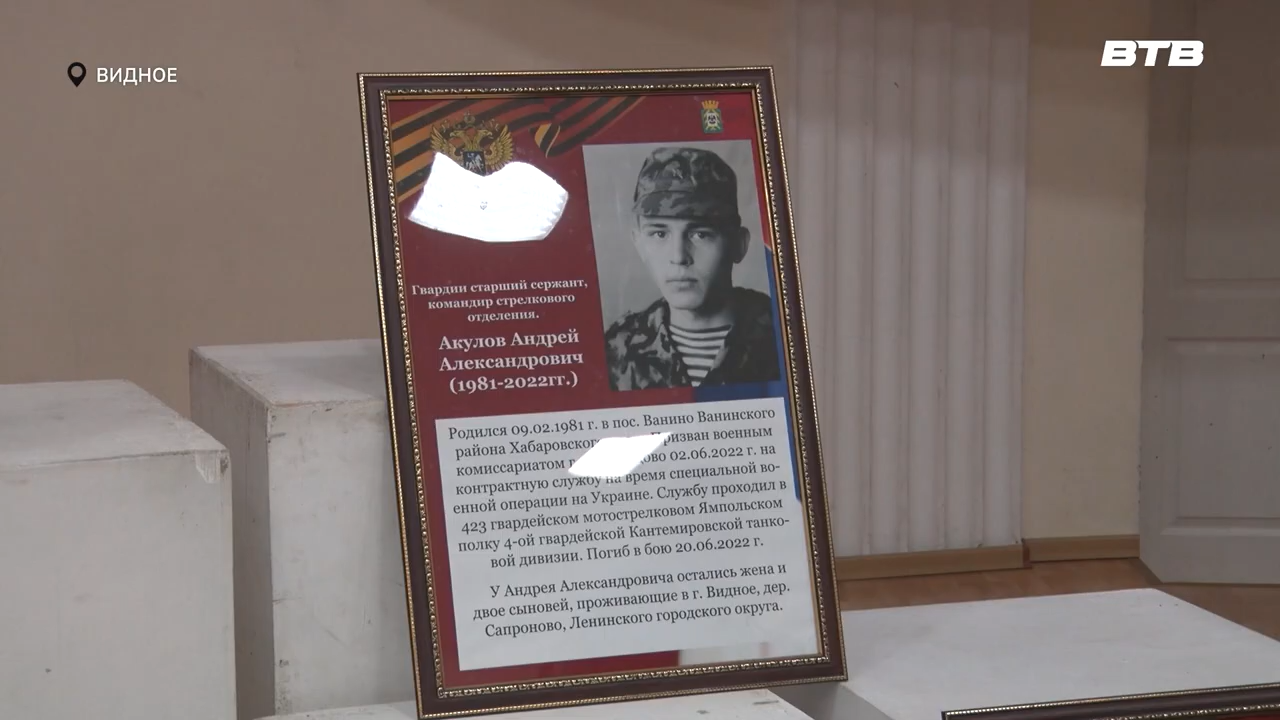 ВИДНОЕ
ВТВ
Гвардии старший сержант,
командир стрелкового
отделения.
Акулов Андрей
Александрович
(1981-2022гг.)
Родился 09.02.1981 г. в пос. Ванино Ванинского
района Хабаровского Призван военным
комиссариатом 02.06.2022 г. на
контрактную службу на время специальной во-
енной операции на Украине. Службу проходил в
423 гвардейском мотострелковом Ямпольском
полку 4-ой гвардейской Кантемировской танко-
вой дивизии. Погиб в бою 20.06.2022 г.
У Андрея Александровича остались жена и
двое сыновей, проживающие в г. Видное, дер.
Сапроново, Ленинского городского округа.